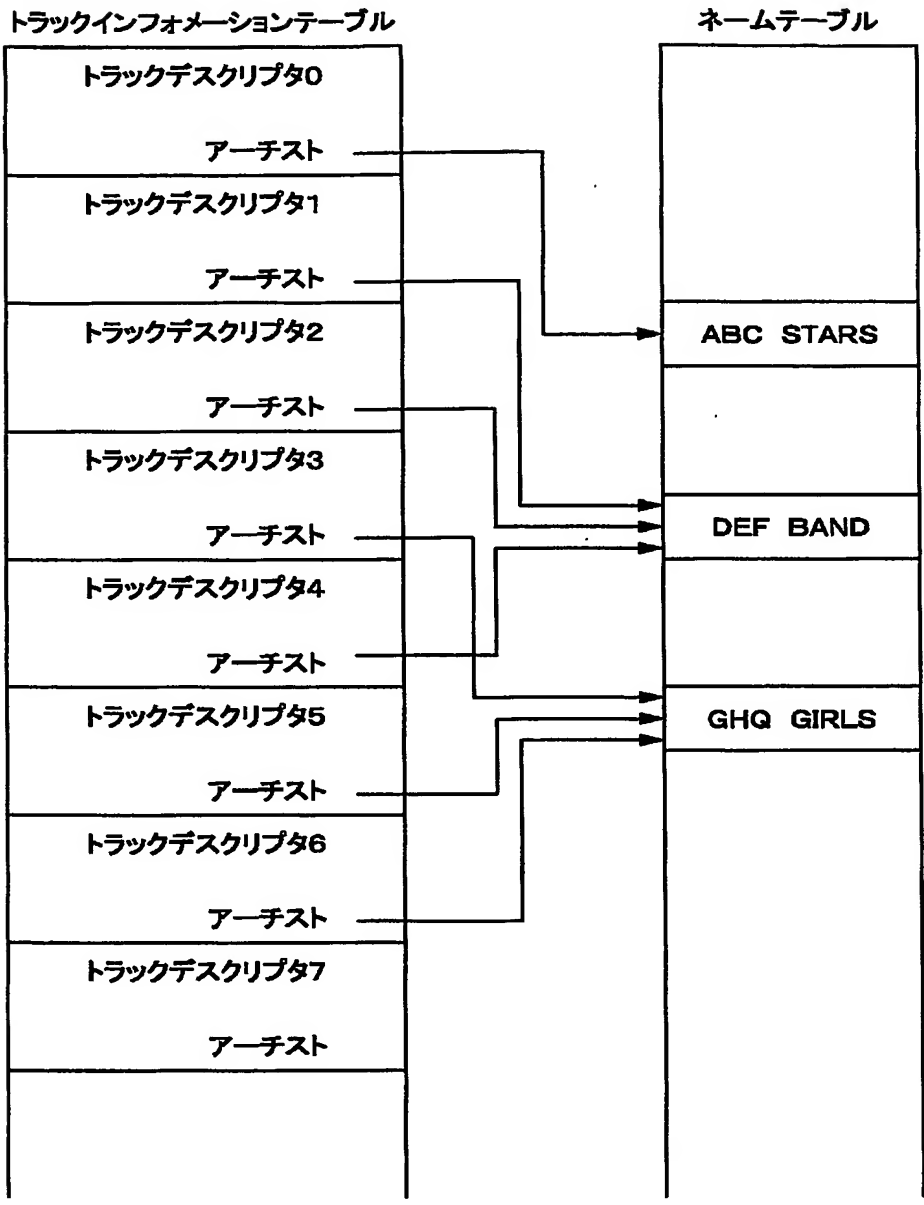 トラックインフォメーションテーブル
トラックデスクリプタ0
アーチスト
トラックデスクリプタ1
アーチスト
トラックデスクリプタ2
アーチスト
トラックデスクリプタ3
アーチスト
トラックデスクリプタ4
アーチスト
トラックデスクリプタ5
アーチスト
トラックデスクリプタ6
アーチスト
トラックデスクリプタ7
アーチスト
ネームテーブル
ABC STARS
DEF BAND
GHQ GIRLS